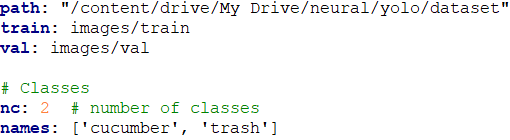 path: "/content/drive/My Drive/neural/yolo/dataset"
train: images/train
val: images/val
# Classes
nc: 2  # number of classes
names: ['cucumber', 'trash']